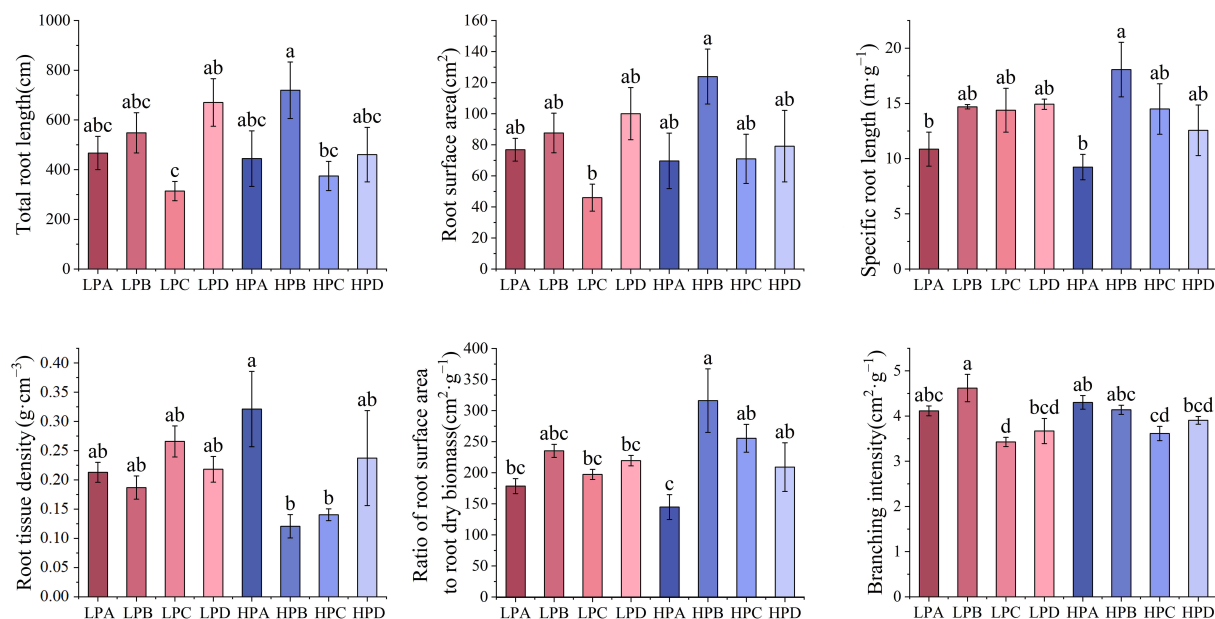 Total root length(cm)
1000
800
600
400
200
0
abc
abc
c
ab
abc
a
bc
abc
LPA LPB LPC LPD HPA HPB HPC HPD
Root surface area(cm²)
160
140
120
100
80
60
40
20
0
ab
ab
b
ab
ab
a
ab
ab
LPA LPB LPC LPD HPA HPB HPC HPD
Specific root length (m·g⁻¹)
20
15
10
5
0
b
ab
ab
ab
b
a
ab
ab
LPA LPB LPC LPD HPA HPB HPC HPD
Root tissue density (g·cm⁻³)
0.40
0.35
0.30
0.25
0.20
0.15
0.10
0.05
0.00
ab
ab
ab
ab
a
b
b
ab
LPA LPB LPC LPD HPA HPB HPC HPD
Ratio of root surface area
to root dry biomass(cm²·g⁻¹)
400
350
300
250
200
150
100
50
0
bc
abc
bc
bc
c
a
ab
abc
LPA LPB LPC LPD HPA HPB HPC HPD
Branching intensity(cm²·g⁻¹)
5
4
3
2
1
0
abc
a
d
bcd
ab
abc
cd
bcd
LPA LPB LPC LPD HPA HPB HPC HPD